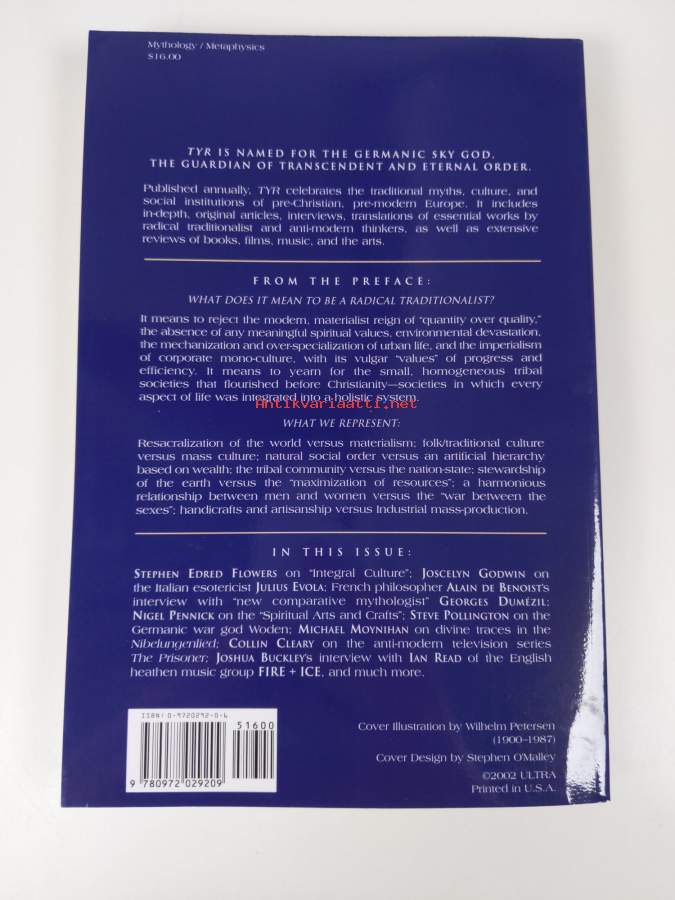 Mythology / Metaphysics
$16.00
TYR IS NAMED FOR THE GERMANIC SKY GOD,
THE GUARDIAN OF TRANSCENDENT AND ETERNAL ORDER.
Published annually, TYR celebrates the traditional myths, culture, and
social institutions of pre-Christian, pre-modern Europe. It includes
in-depth, original articles, interviews, translations of essential works by
radical traditionalist and anti-modern thinkers, as well as extensive
reviews of books, films, music, and the arts.
FROM THE PREFACE:
WHAT DOES IT MEAN TO BE A RADICAL TRADITIONALIST?
It means to reject the modern, materialist reign of "quantity over quality,"
the absence of any meaningful spiritual values, environmental devastation,
the mechanization and over-specialization of urban life, and the imperialism
of corporate mono-culture, with its vulgar "values" of progress and
efficiency. It means to yearn for the small, homogeneous tribal
societies that flourished before Christianity—societies in which every
aspect of life was integrated into a holistic system.
Antikvariaatti.net
WHAT WE REPRESENT:
Resacralization of the world versus materialism; folk/traditional culture
versus mass culture; natural social order versus an artificial hierarchy
based on wealth; the tribal community versus the nation-state; stewardship
of the earth versus the "maximization of resources"; a harmonious
relationship between men and women versus the "war between the
sexes"; handicrafts and artisanship versus Industrial mass-production.
IN THIS ISSUE:
STEPHEN EDRED FLOWERS on "Integral Culture"; JOSCELYN GODWIN on
the Italian esotericist JULIUS EVOLA; French philosopher ALAIN DE BENOIST's
interview with "new comparative mythologist" GEORGES DUMÉZIL;
NIGEL PENNICK on the "Spiritual Arts and Crafts"; STEVE POLLINGTON on the
Germanic war god Woden; MICHAEL MOYNIHAN on divine traces in the
Nibelungenlied; COLLIN CLEARY on the anti-modern television series
The Prisoner; JOSHUA BUCKLEY's interview with IAN READ of the English
heathen music group FIRE + ICE, and much more.
ISBN 0-9720292-0-6
51600
9 780972 029209
Cover Illustration by Wilhelm Petersen
(1900–1987)
Cover Design by Stephen O'Malley
©2002 ULTRA
Printed in U.S.A.